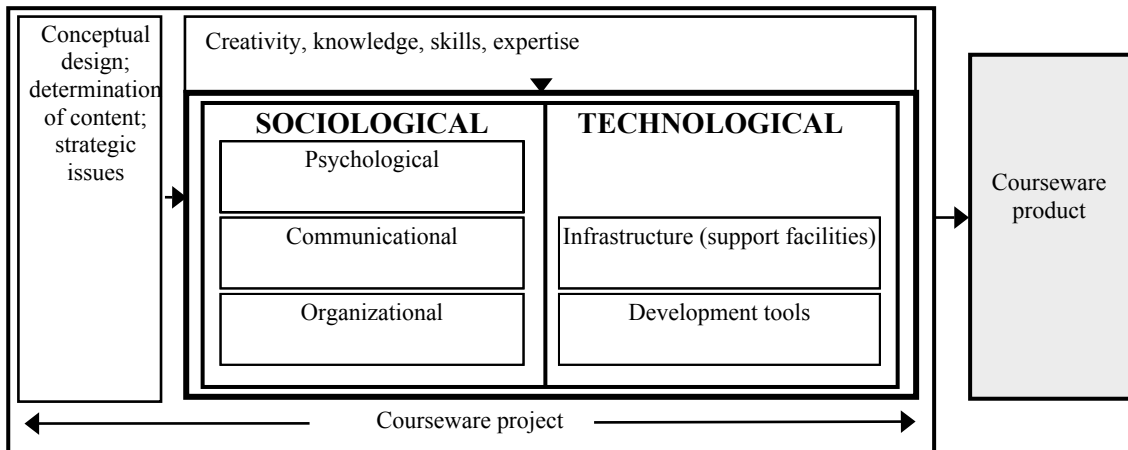 Conceptual
design;
determination
of content;
strategic
issues
Creativity, knowledge, skills, expertise
SOCIOLOGICAL
Psychological
Communicational
Organizational
TECHNOLOGICAL
Infrastructure (support facilities)
Development tools
Courseware project
Courseware
product